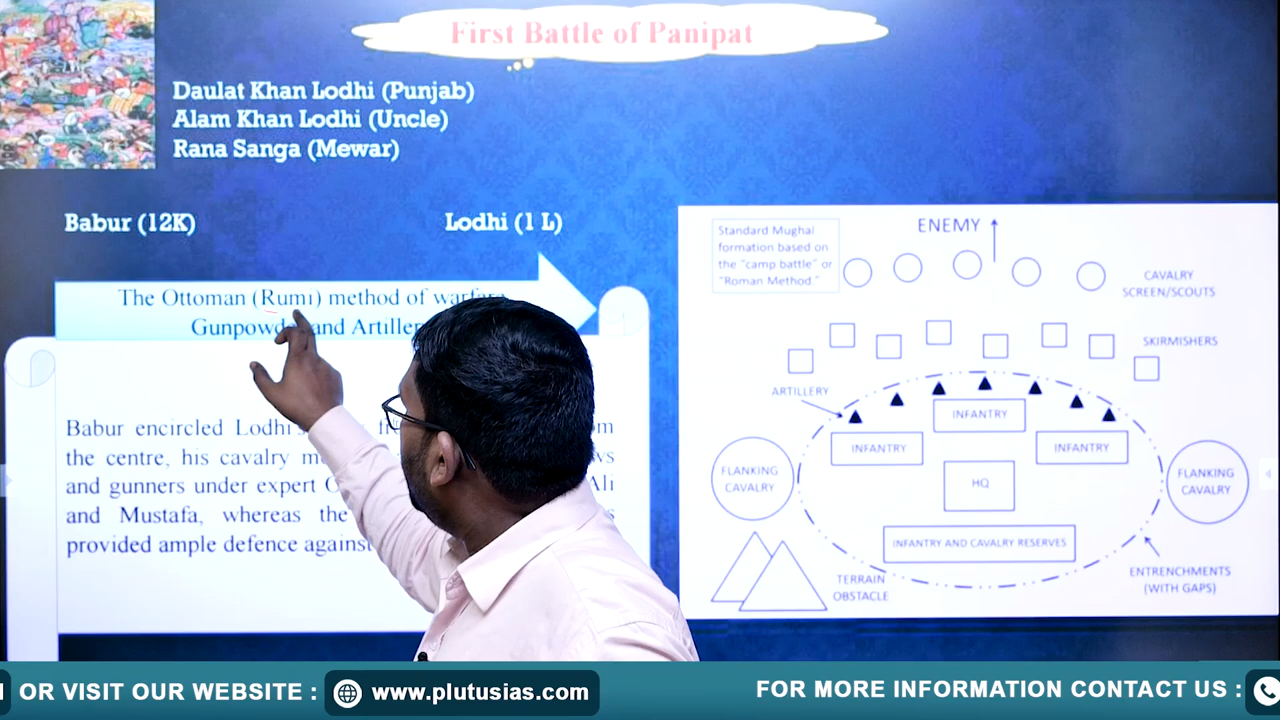 First Battle of Panipat
Daulat Khan Lodhi (Punjab)
Alam Khan Lodhi (Uncle)
Rana Sanga (Mewar)
Babur (12K)
Lodhi (1 L)
The Ottoman (Rumi) method of warfare
and
Babur encircled Lodhi's
the centre, his cavalry
and gunners under expert Ali
and Mustafa, whereas the
provided ample defence against
Standard Mughal
formation based on
the "camp battle" or
"Roman Method."
ENEMY
CAVALRY
SCREEN/SCOUTS
SKIRMISHERS
ARTILLERY
INFANTRY
INFANTRY
INFANTRY
FLANKING
CAVALRY
HQ
FLANKING
CAVALRY
INFANTRY AND CAVALRY RESERVES
TERRAIN
OBSTACLE
ENTRENCHMENTS
(WITH GAPS)
OR VISIT OUR WEBSITE : www.plutusias.com FOR MORE INFORMATION CONTACT US :